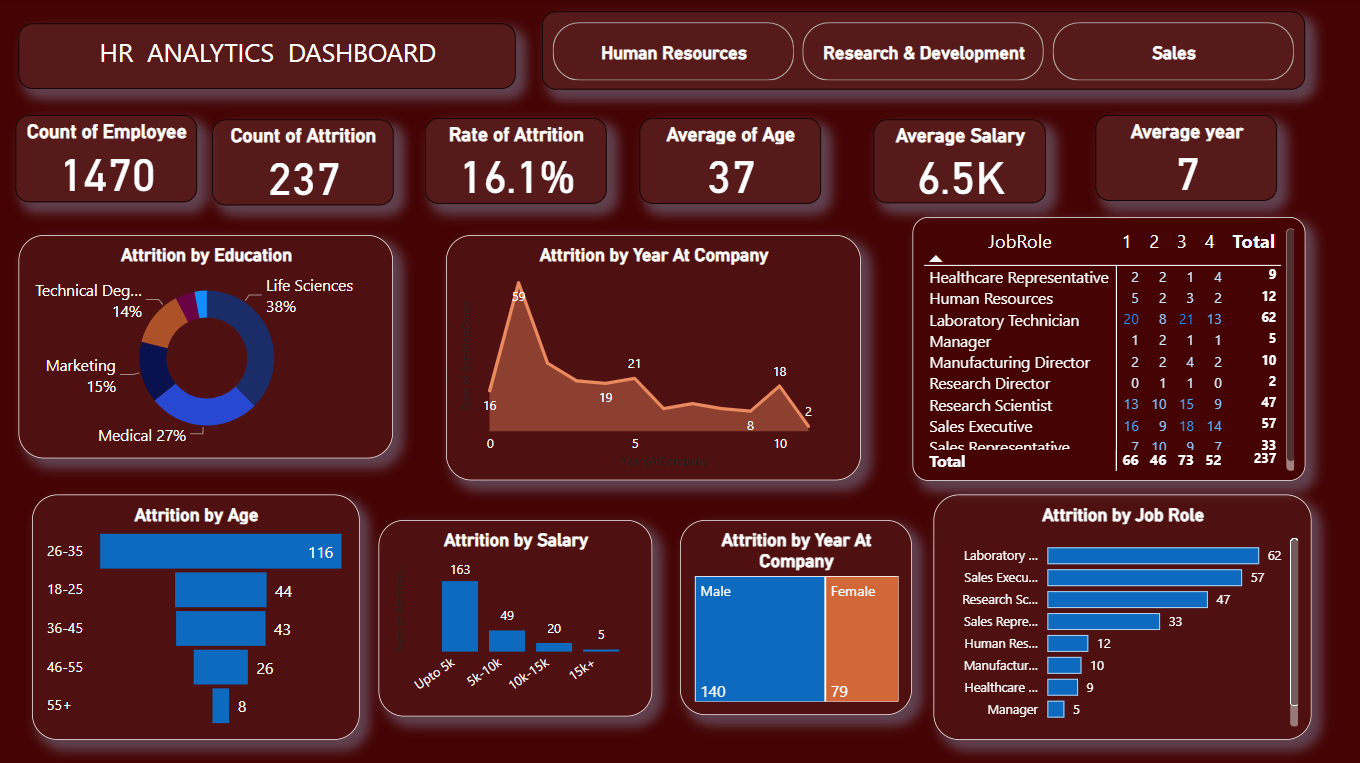 HR ANALYTICS DASHBOARD
Human Resources
Research & Development
Sales
Count of Employee
1470
Count of Attrition
237
Rate of Attrition
16.1%
Average of Age
37
Average Salary
6.5K
Average year
7
Attrition by Education
Life Sciences
38%
Technical Deg...
14%
Marketing
15%
Medical 27%
Attrition by Year At Company
59
21
18
16
19
8
2
0 5 10
JobRole 1 2 3 4 Total
Healthcare Representative 2 2 1 4 9
Human Resources 5 2 3 2 12
Laboratory Technician 20 8 21 13 62
Manager 1 2 1 1 5
Manufacturing Director 2 2 4 2 10
Research Director 0 1 1 0 2
Research Scientist 13 10 15 9 47
Sales Executive 16 9 18 14 57
Sales Representative 7 10 9 7 33
Total 66 46 73 52 237
Attrition by Age
26-35 116
18-25 44
36-45 43
46-55 26
55+ 8
Attrition by Salary
163
49
20
5
Upto 5k
5k-10k
10k-15k
15k+
Attrition by Year At
Company
Male
140
Female
79
Attrition by Job Role
Laboratory ... 62
Sales Execu... 57
Research Sc... 47
Sales Repre... 33
Human Res... 12
Manufactur... 10
Healthcare ... 9
Manager 5